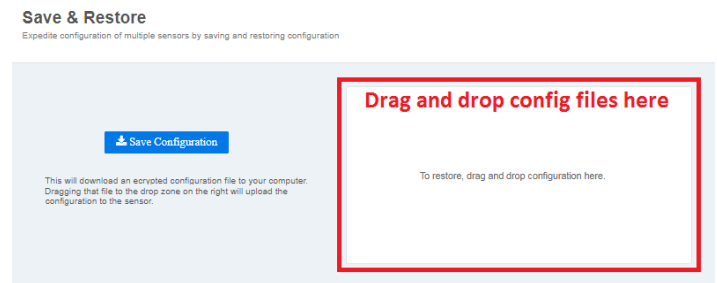 Save & Restore
Expedite configuration of multiple sensors by saving and restoring configuration
Drag and drop config files here
Save Configuration
This will download an ecrypted configuration file to your computer.
Dragging that file to the drop zone on the right will upload the
configuration to the sensor.
To restore, drag and drop configuration here.